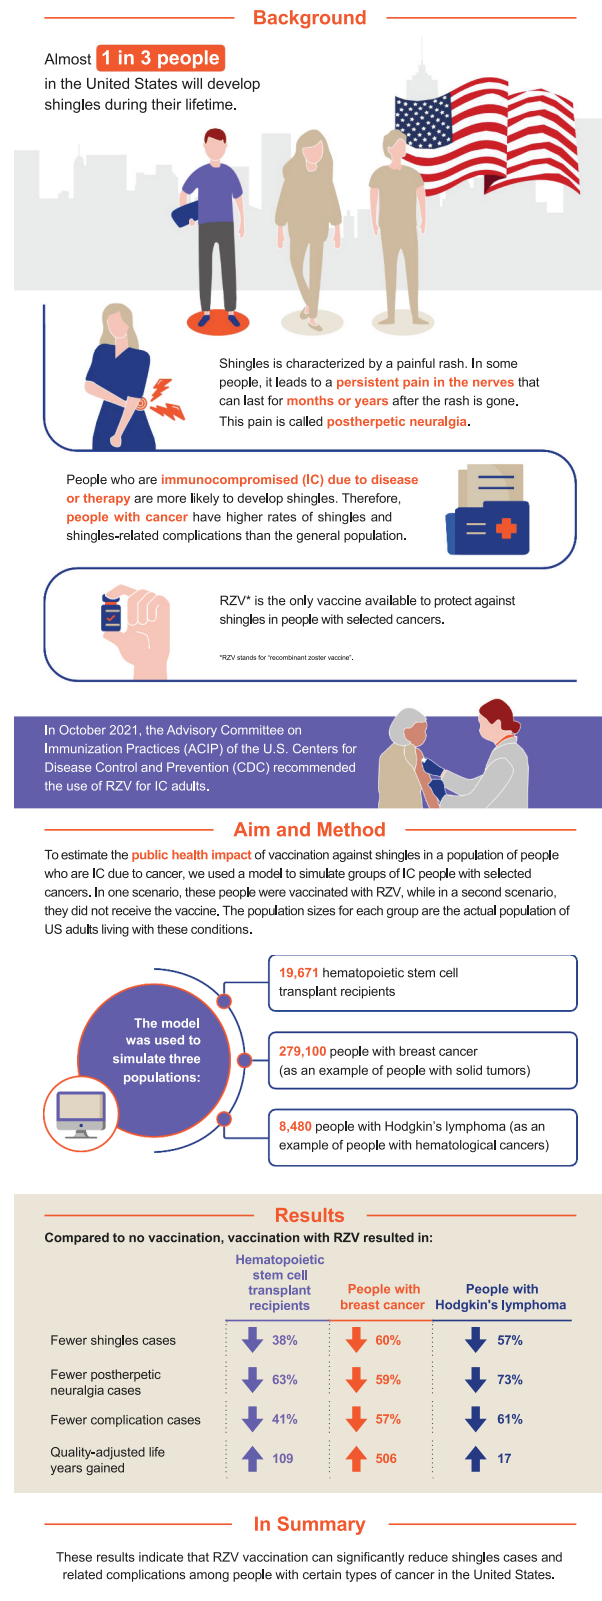 Background
Almost 1 in 3 people
in the United States will develop
shingles during their lifetime.
Shingles is characterized by a painful rash. In some
people, it leads to a persistent pain in the nerves that
can last for months or years after the rash is gone.
This pain is called postherpetic neuralgia.
People who are immunocompromised (IC) due to disease
or therapy are more likely to develop shingles. Therefore,
people with cancer have higher rates of shingles and
shingles-related complications than the general population.
RZV* is the only vaccine available to protect against
shingles in people with selected cancers.
*RZV stands for “recombinant zoster vaccine”.
In October 2021, the Advisory Committee on
Immunization Practices (ACIP) of the U.S. Centers for
Disease Control and Prevention (CDC) recommended
the use of RZV for IC adults.
Aim and Method
To estimate the public health impact of vaccination against shingles in a population of people
who are IC due to cancer, we used a model to simulate groups of IC people with selected
cancers. In one scenario, these people were vaccinated with RZV, while in a second scenario,
they did not receive the vaccine. The population sizes for each group are the actual population of
US adults living with these conditions.
The model
was used to
simulate three
populations:
19,671 hematopoietic stem cell
transplant recipients
279,100 people with breast cancer
(as an example of people with solid tumors)
8,480 people with Hodgkin's lymphoma (as an
example of people with hematological cancers)
Results
Compared to no vaccination, vaccination with RZV resulted in:
Hematopoietic
stem cell
transplant
recipients
People with
breast cancer
People with
Hodgkin's lymphoma
Fewer shingles cases 38% 60% 57%
Fewer postherpetic
neuralgia cases 63% 59% 73%
Fewer complication cases 41% 57% 61%
Quality-adjusted life
years gained 109 506 17
In Summary
These results indicate that RZV vaccination can significantly reduce shingles cases and
related complications among people with certain types of cancer in the United States.